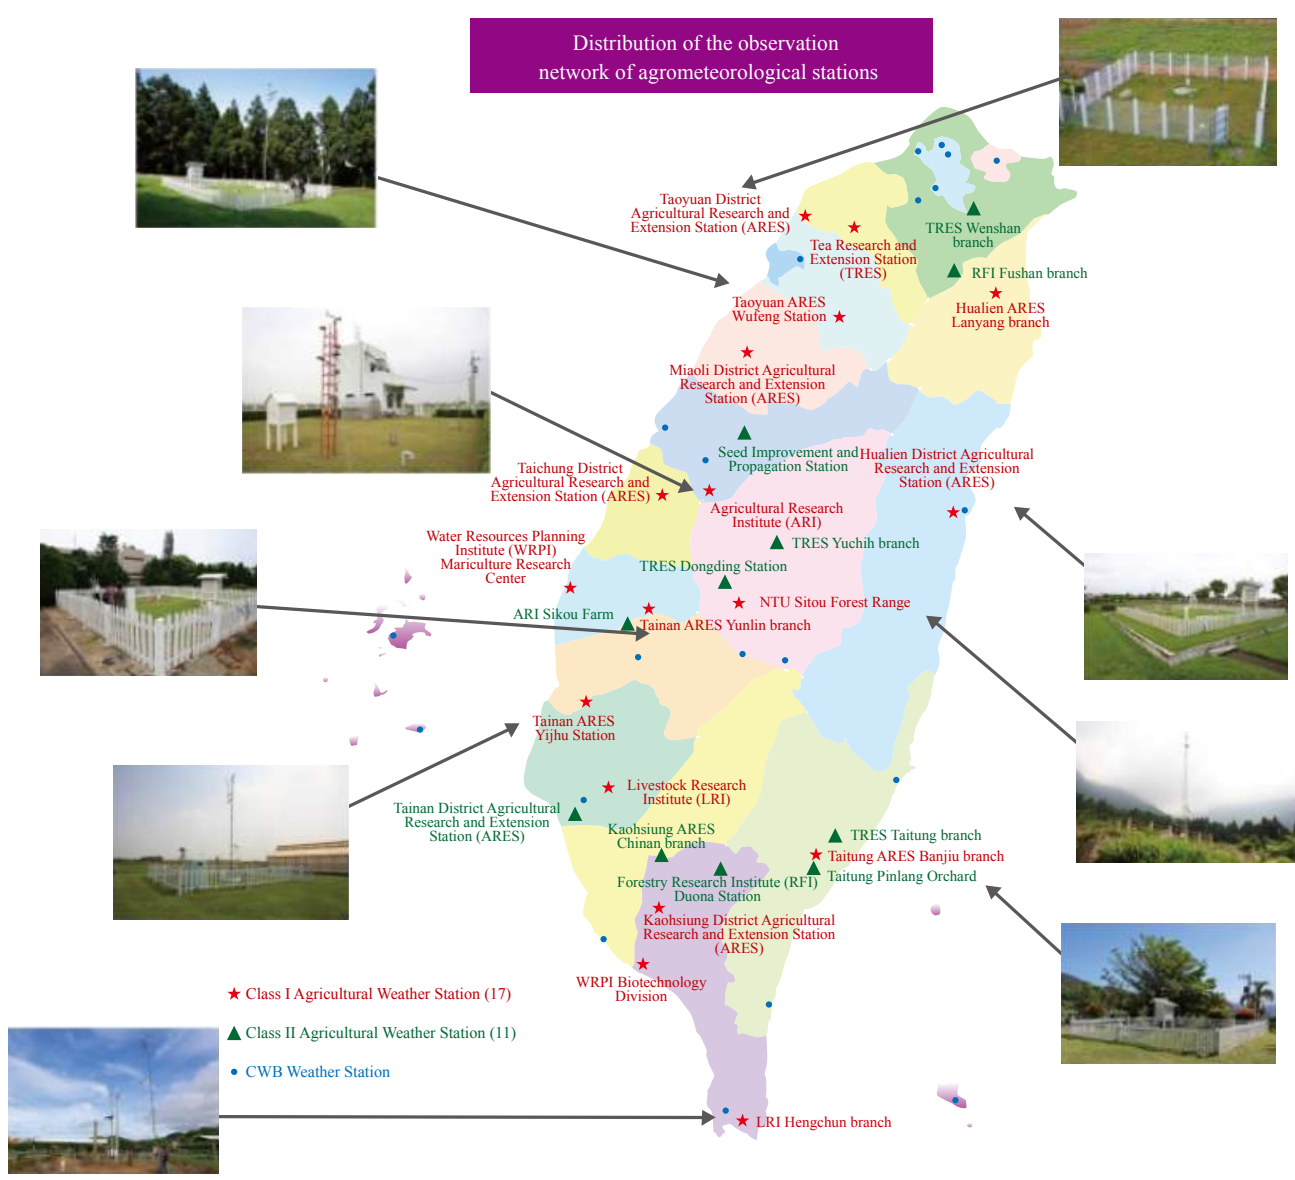 Distribution of the observation
network of agrometeorological stations
Taoyuan District
Agricultural Research and
Extension Station (ARES)
Tea Research and
Extension Station
(TRES)
TRES Wenshan
branch
RFI Fushan branch
Hualien ARES
Lanyang branch
Taoyuan ARES
Wufeng Station
Miaoli District Agricultural
Research and Extension
Station (ARES)
Seed Improvement and
Propagation Station
Hualien District Agricultural
Research and Extension
Station (ARES)
Taichung District
Agricultural Research and
Extension Station (ARES)
Agricultural Research
Institute (ARI)
Water Resources Planning
Institute (WRPI)
Mariculture Research
Center
TRES Yuchih branch
TRES Dongding Station
NTU Sitou Forest Range
ARI Sikou Farm
Tainan ARES Yunlin branch
Tainan ARES
Yijhu Station
Livestock Research
Institute (LRI)
Tainan District Agricultural
Research and Extension
Station (ARES)
Kaohsiung ARES
Chinan branch
TRES Taitung branch
Taitung ARES Banjiu branch
Taitung Pinlang Orchard
Forestry Research Institute (RFI)
Duona Station
Kaohsiung District Agricultural
Research and Extension Station
(ARES)
WRPI Biotechnology
Division
Class I Agricultural Weather Station (17)
Class II Agricultural Weather Station (11)
CWB Weather Station
LRI Hengchun branch